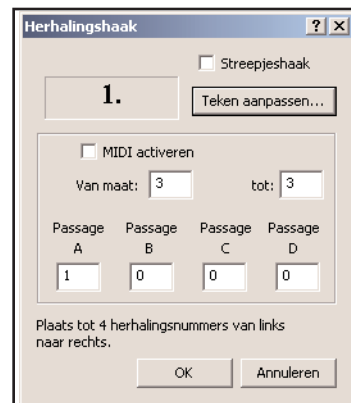 Herhalingshaak
Streepjeshaak
1.
Teken aanpassen...
MIDI activeren
Van maat: 3 tot: 3
Passage Passage Passage Passage
A B C D
1 0 0 0
Plaats tot 4 herhalingsnummers van links
naar rechts.
OK Annuleren